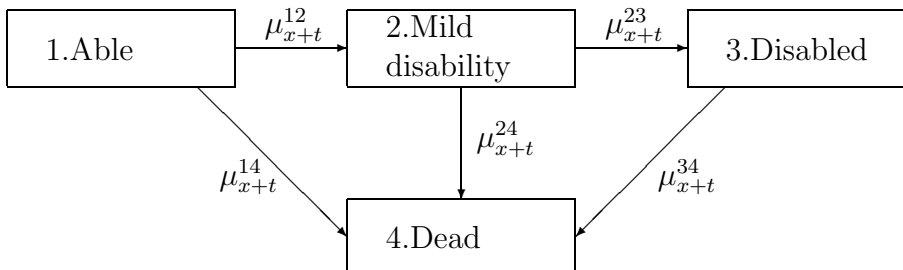 1.Able
μ^{12}_{x+t}
2.Mild
disability
μ^{23}_{x+t}
3.Disabled
μ^{14}_{x+t}
μ^{24}_{x+t}
μ^{34}_{x+t}
4.Dead